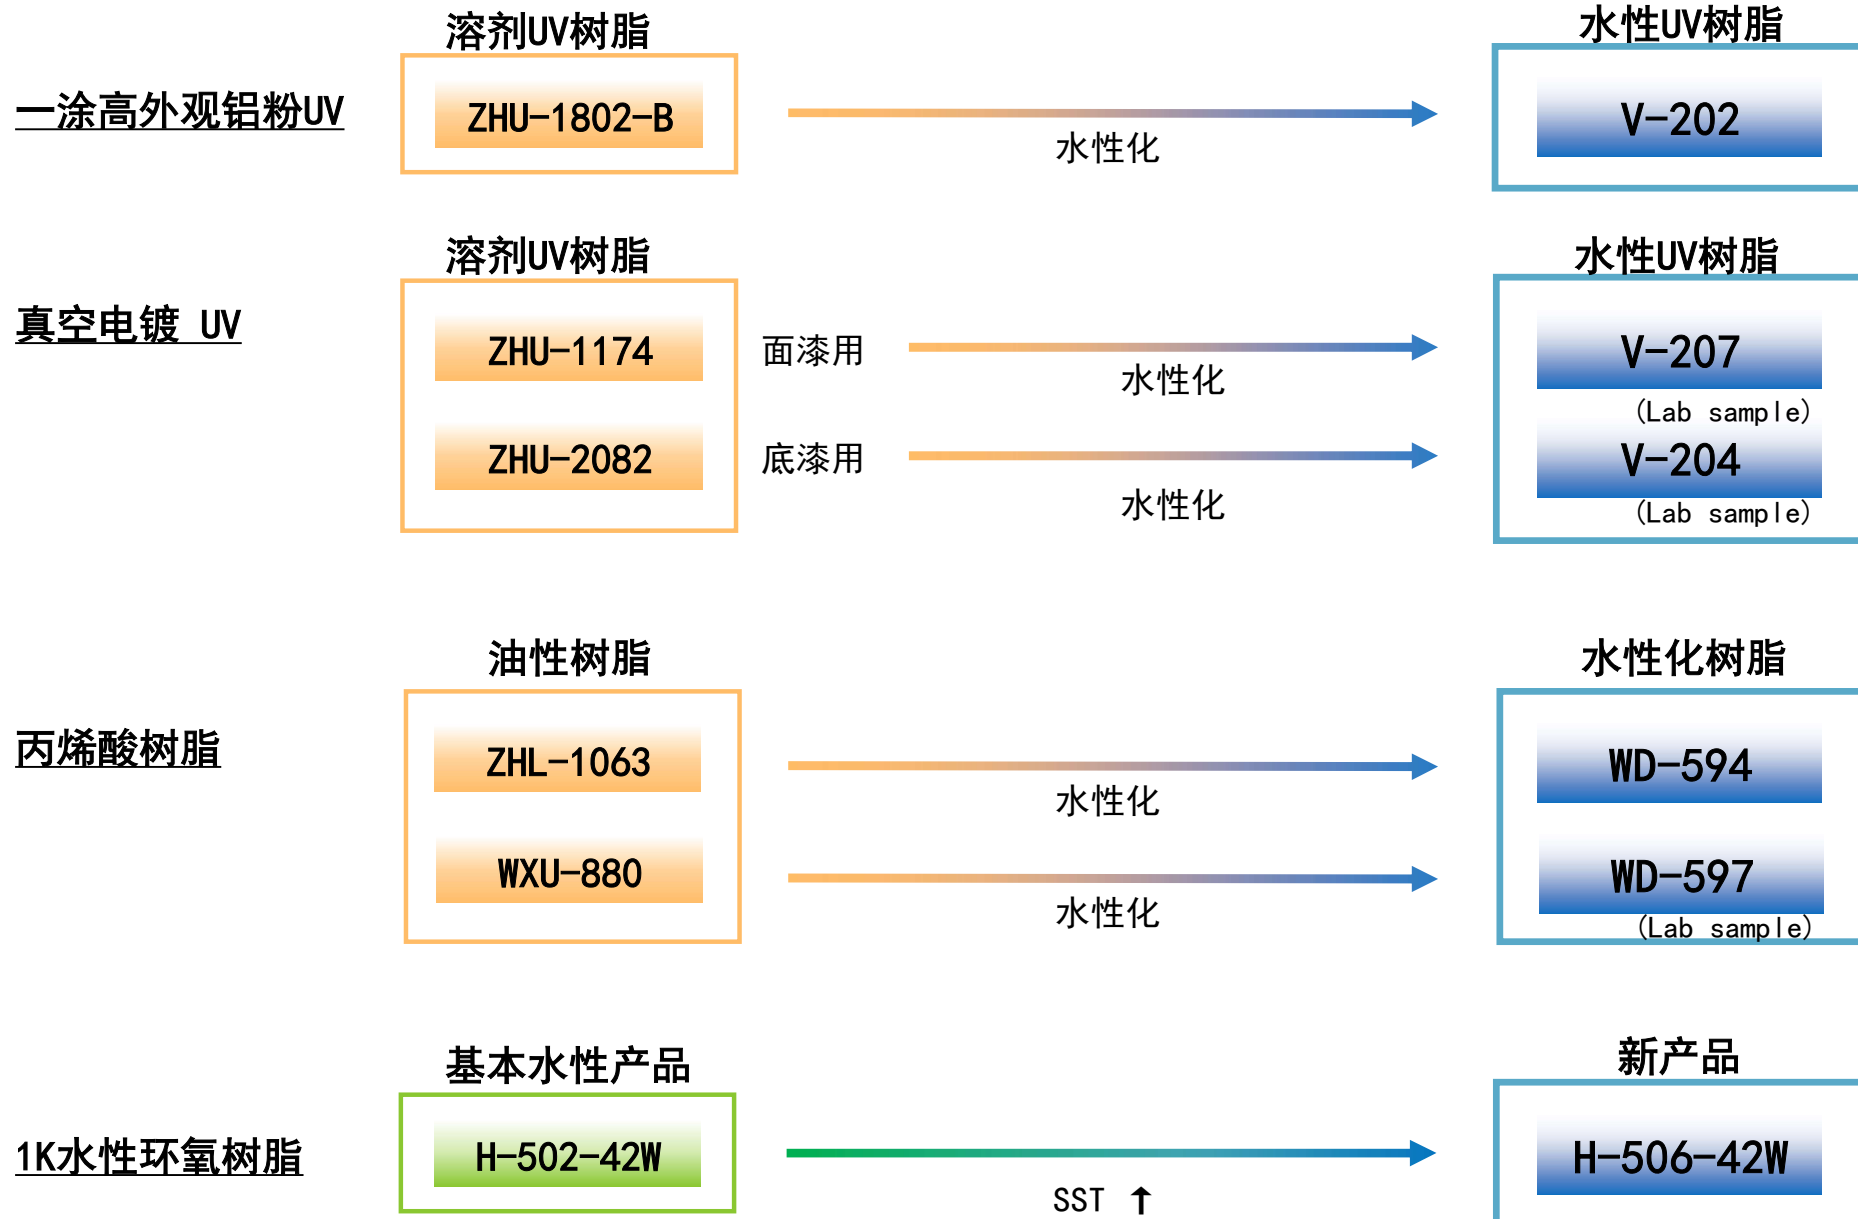 溶剂UV树脂
水性UV树脂
一涂高外观铝粉UV
ZHU-1802-B
水性化
V-202
溶剂UV树脂
水性UV树脂
真空电镀 UV
ZHU-1174
面漆用
水性化
V-207
(Lab sample)
ZHU-2082
底漆用
水性化
V-204
(Lab sample)
油性树脂
水性化树脂
丙烯酸树脂
ZHL-1063
水性化
WD-594
WXU-880
水性化
WD-597
(Lab sample)
基本水性产品
新产品
1K水性环氧树脂
H-502-42W
SST ↑
H-506-42W